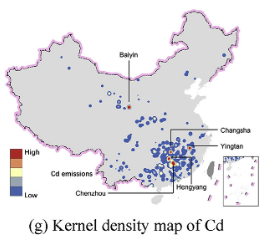 Baiyin
Changsha
High
Yingtan
Cd emissions
Low
Hengyang
Chenzhou
(g) Kernel density map of Cd